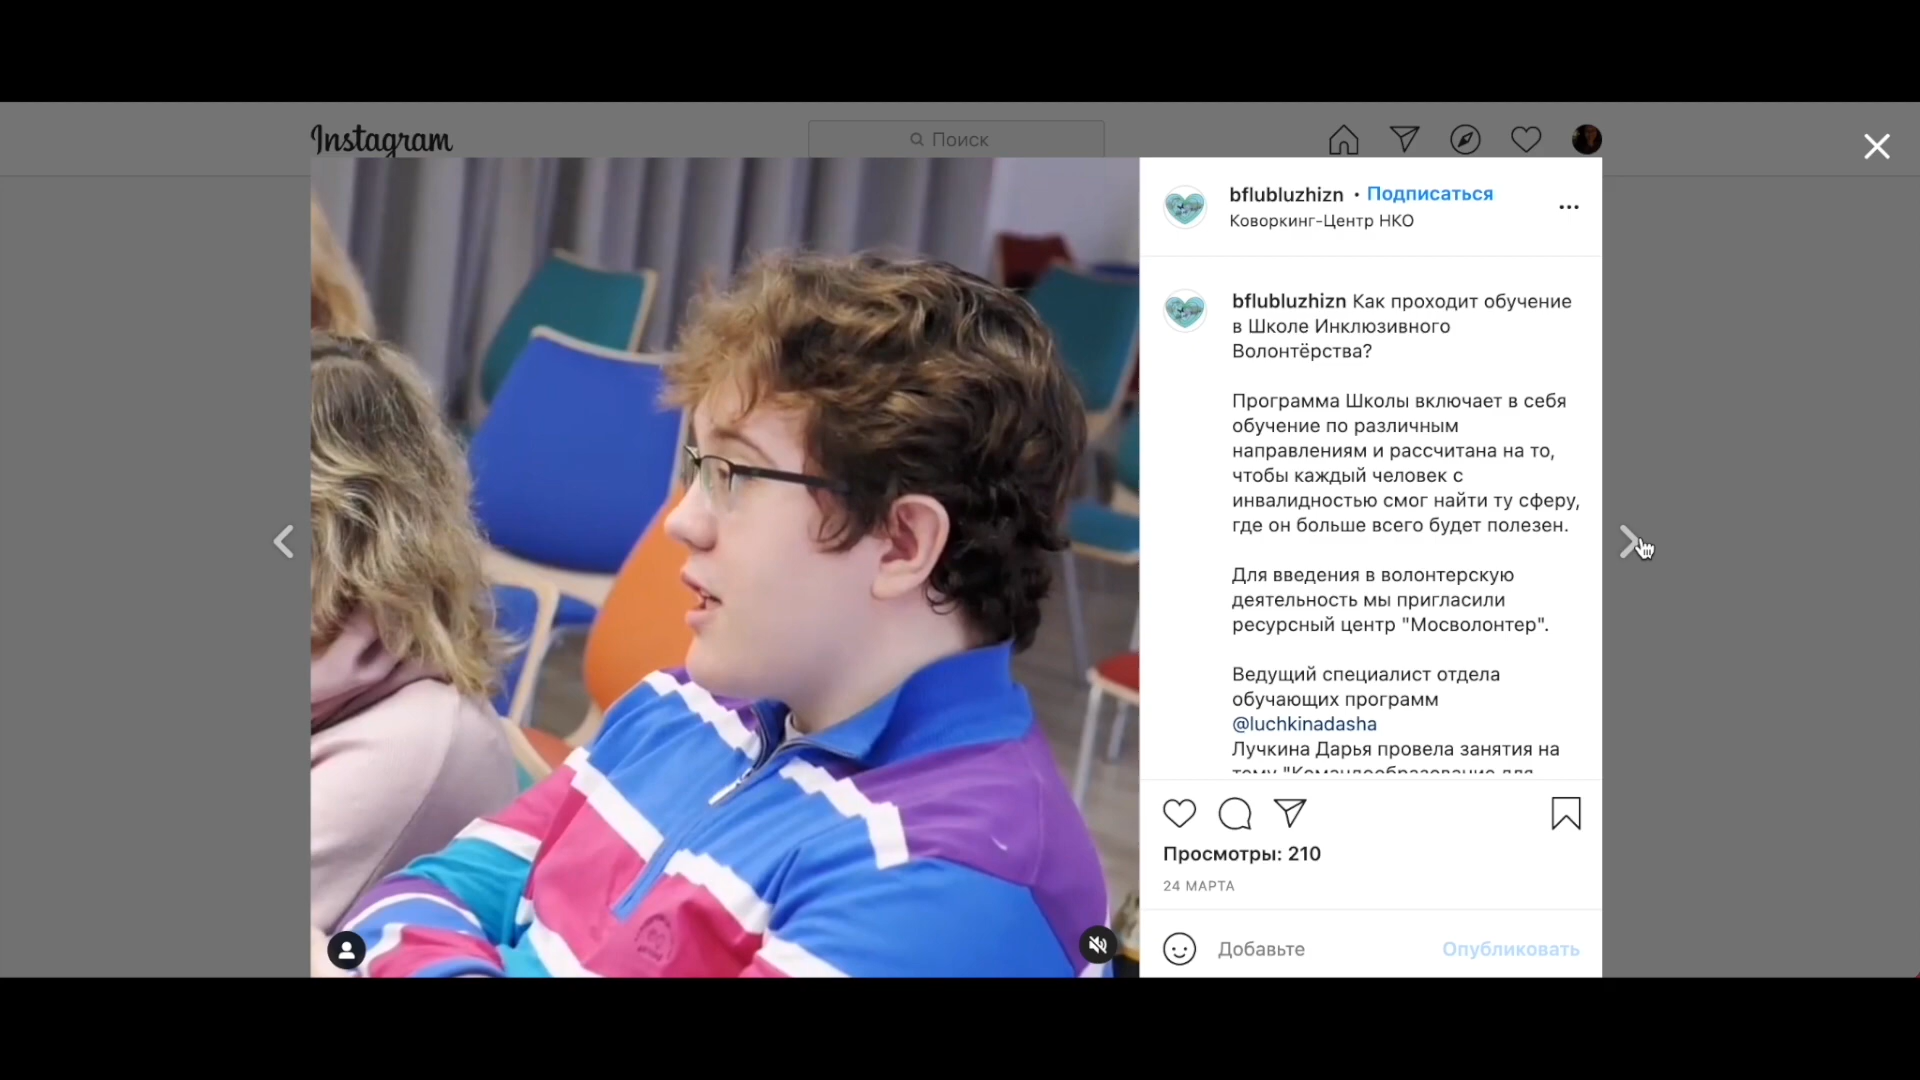 Instagram
Поиск
bflubluzhizn • Подписаться
Коворкинг-Центр НКО
bflubluzhizn Как проходит обучение
в Школе Инклюзивного
Волонтёрства?
Программа Школы включает в себя
обучение по различным
направлениям и рассчитана на то,
чтобы каждый человек с
инвалидностью смог найти ту сферу,
где он больше всего будет полезен.
Для введения в волонтерскую
деятельность мы пригласили
ресурсный центр "Мосволонтер".
Ведущий специалист отдела
обучающих программ
@luchkinadasha
Лучкина Дарья провела занятия на
тему "Командообразование для
Просмотры: 210
24 МАРТА
Добавьте
Опубликовать